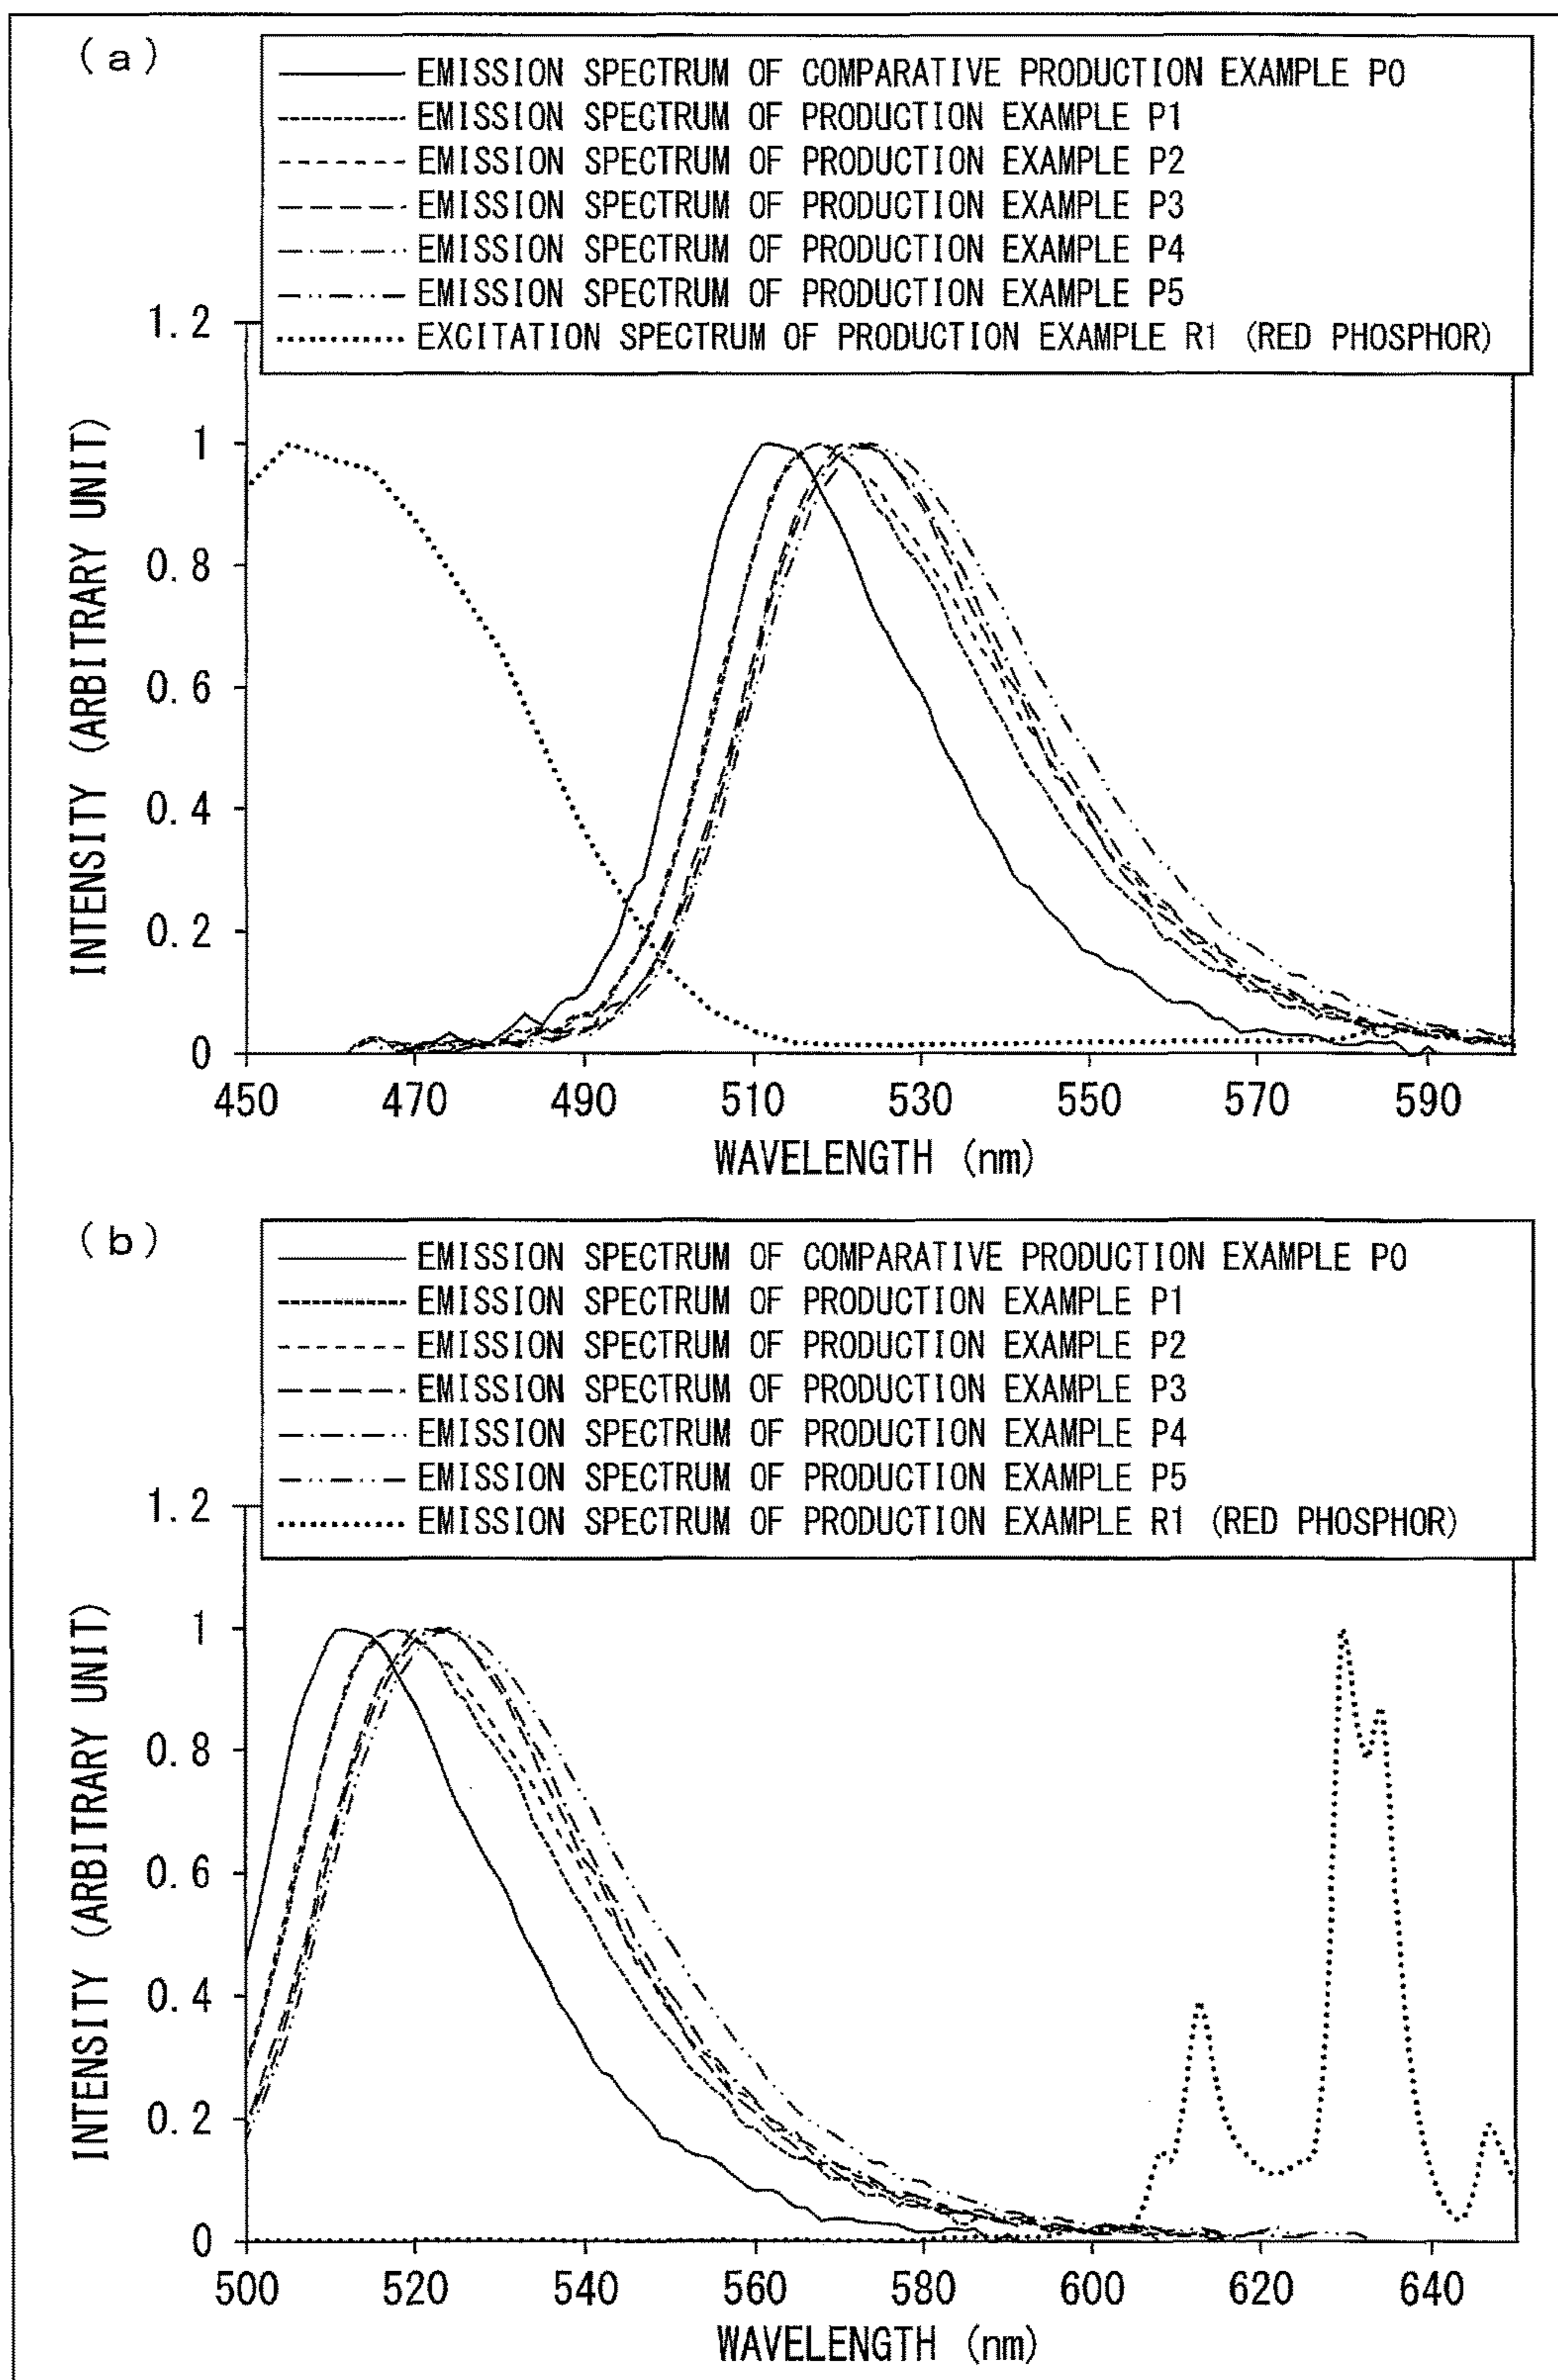 (a)
EMISSION SPECTRUM OF COMPARATIVE PRODUCTION EXAMPLE P0
EMISSION SPECTRUM OF PRODUCTION EXAMPLE P1
EMISSION SPECTRUM OF PRODUCTION EXAMPLE P2
EMISSION SPECTRUM OF PRODUCTION EXAMPLE P3
EMISSION SPECTRUM OF PRODUCTION EXAMPLE P4
EMISSION SPECTRUM OF PRODUCTION EXAMPLE P5
EXCITATION SPECTRUM OF PRODUCTION EXAMPLE R1 (RED PHOSPHOR)
INTENSITY (ARBITRARY UNIT)
1.2
1
0.8
0.6
0.4
0.2
0
450 470 490 510 530 550 570 590
WAVELENGTH (nm)
(b)
EMISSION SPECTRUM OF COMPARATIVE PRODUCTION EXAMPLE P0
EMISSION SPECTRUM OF PRODUCTION EXAMPLE P1
EMISSION SPECTRUM OF PRODUCTION EXAMPLE P2
EMISSION SPECTRUM OF PRODUCTION EXAMPLE P3
EMISSION SPECTRUM OF PRODUCTION EXAMPLE P4
EMISSION SPECTRUM OF PRODUCTION EXAMPLE P5
EMISSION SPECTRUM OF PRODUCTION EXAMPLE R1 (RED PHOSPHOR)
INTENSITY (ARBITRARY UNIT)
1.2
1
0.8
0.6
0.4
0.2
0
500 520 540 560 580 600 620 640
WAVELENGTH (nm)